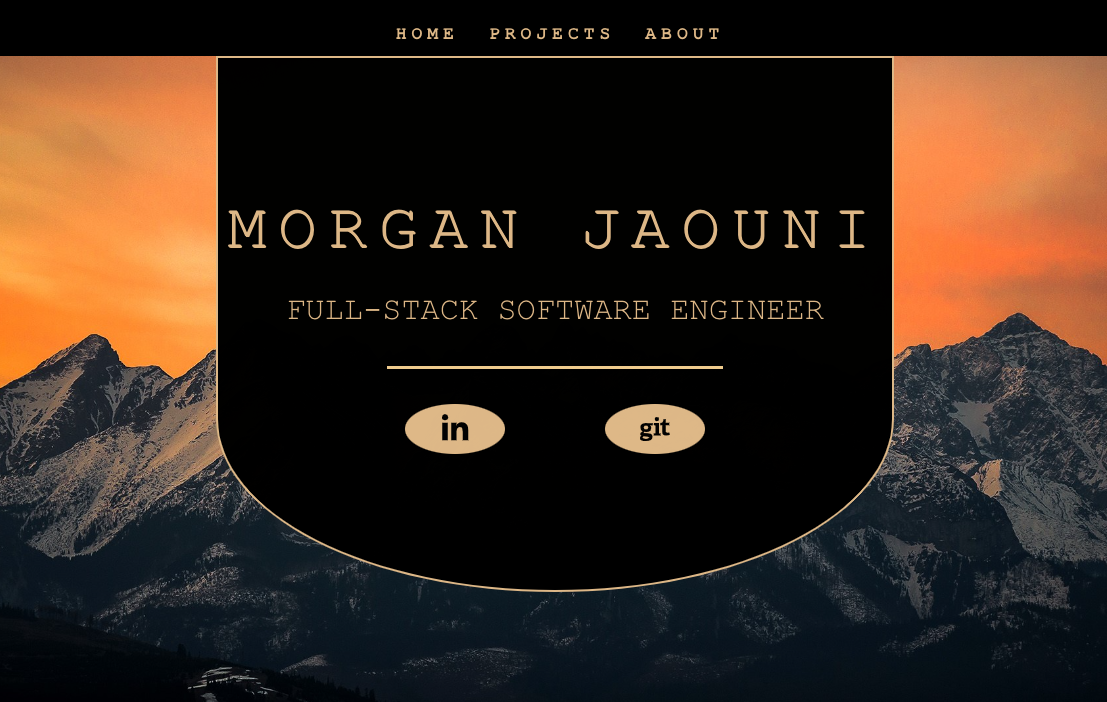 HOME PROJECTS ABOUT
MORGAN JAOUNI
FULL-STACK SOFTWARE ENGINEER
in git